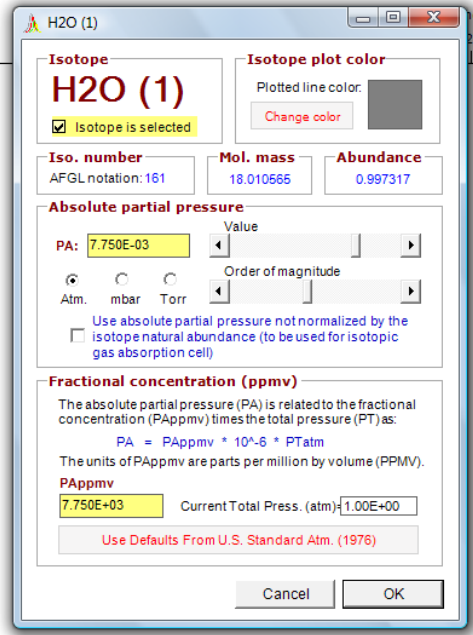 H2O (1)
Isotope
H2O (1)
Isotope is selected
Isotope plot color
Plotted line color:
Change color
Iso. number
AFGL notation: 161
Mol. mass
18.010565
Abundance
0.997317
Absolute partial pressure
Value
PA: 7.750E-03
Order of magnitude
Atm. mbar Torr
Use absolute partial pressure not normalized by the
isotope natural abundance (to be used for isotopic
gas absorption cell)
Fractional concentration (ppmv)
The absolute partial pressure (PA) is related to the fractional
concentration (PAppmv) times the total pressure (PT) as:
PA = PAppmv * 10^-6 * PTatm
The units of PAppmv are parts per million by volume (PPMV).
PAppmv
7.750E+03 Current Total Press. (atm)= 1.00E+00
Use Defaults From U.S. Standard Atm. (1976)
Cancel OK